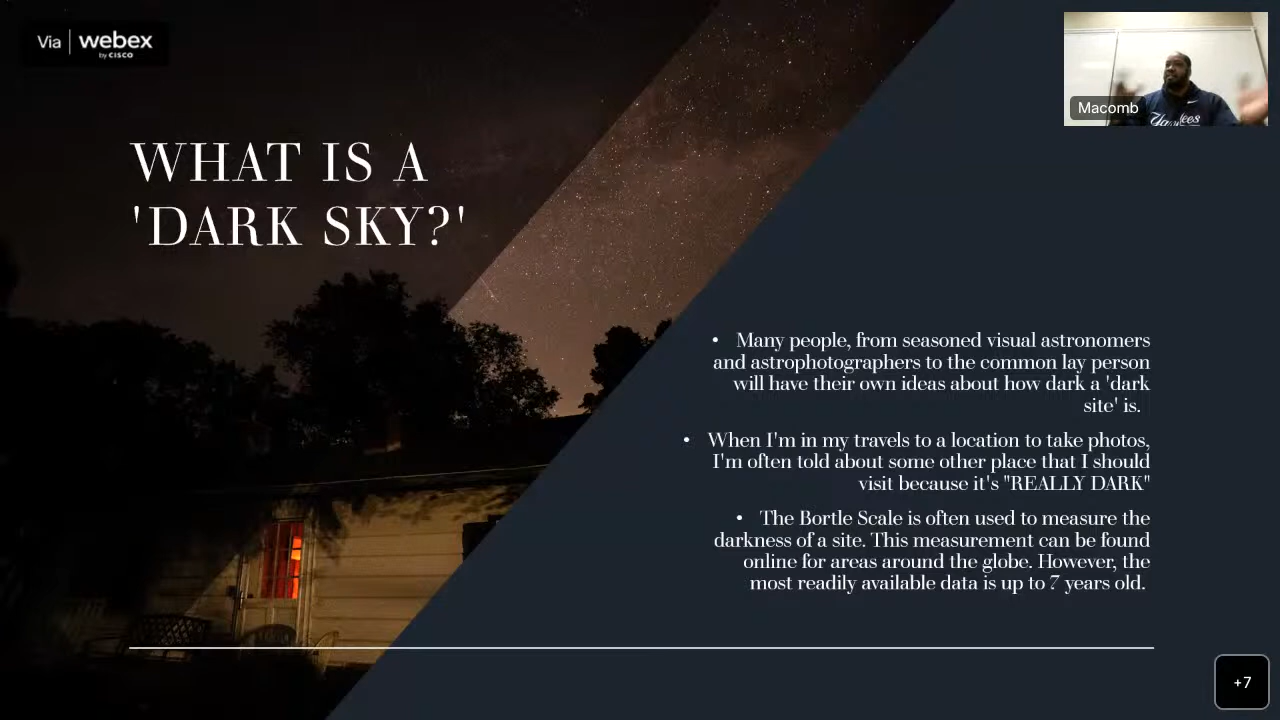 Via | webex
by CISCO
Macomb
Yankees
WHAT IS A
'DARK SKY?'
• Many people, from seasoned visual astronomers
and astrophotographers to the common lay person
will have their own ideas about how dark a 'dark
site' is.
• When I'm in my travels to a location to take photos,
I'm often told about some other place that I should
visit because it's "REALLY DARK"
• The Bortle Scale is often used to measure the
darkness of a site. This measurement can be found
online for areas around the globe. However, the
most readily available data is up to 7 years old.
+7